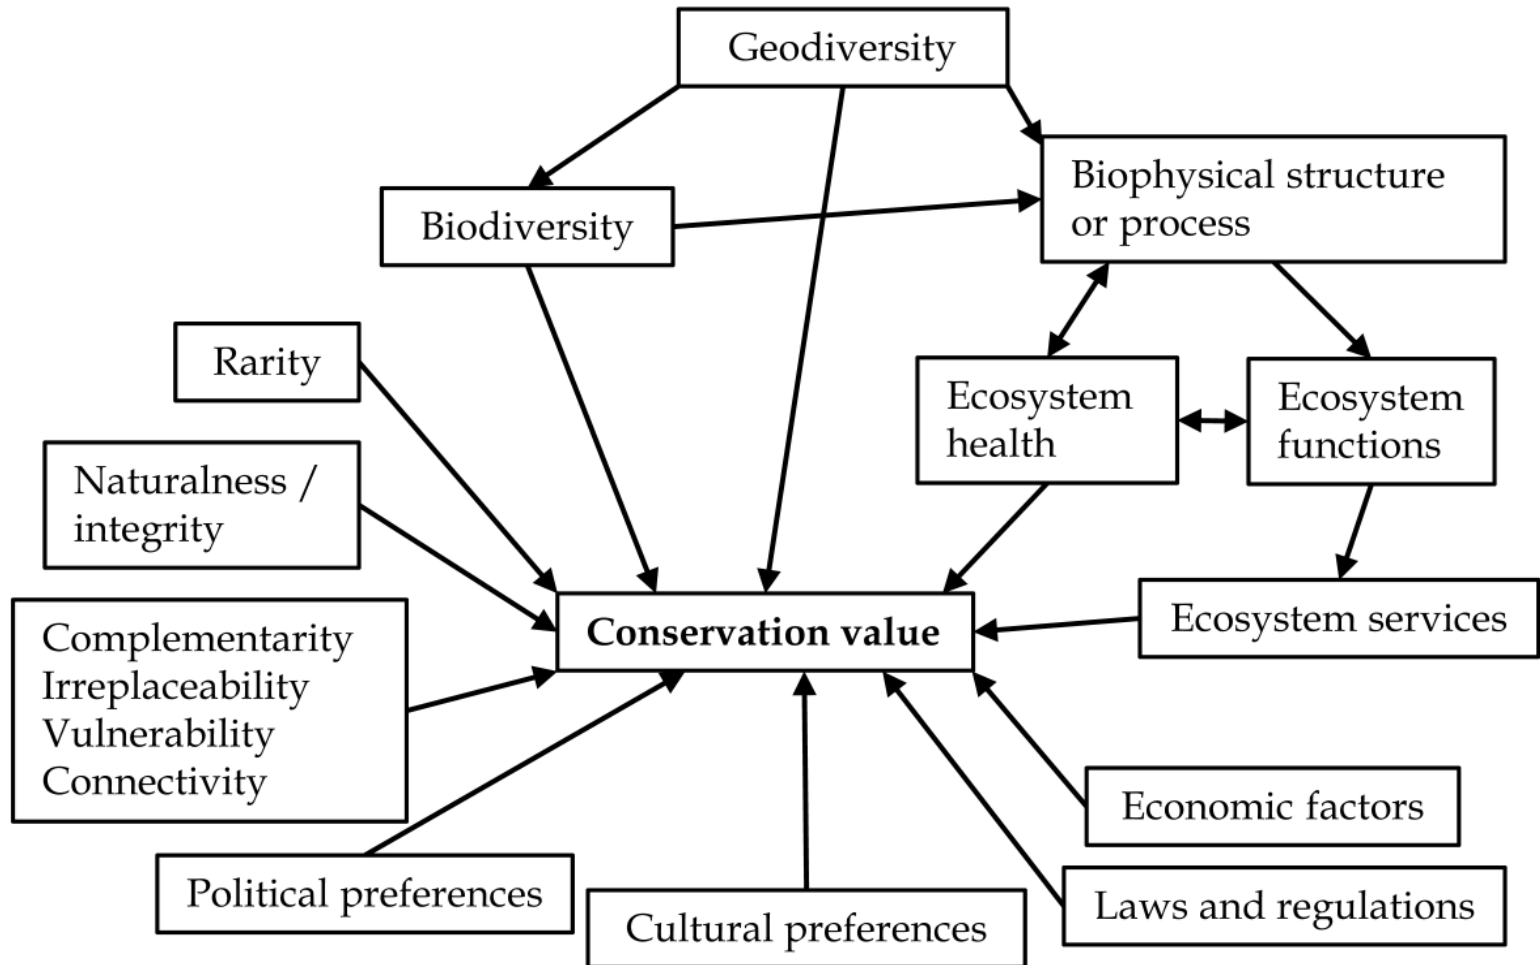 Geodiversity
Biophysical structure
or process
Biodiversity
Rarity
Ecosystem
health
Ecosystem
functions
Naturalness /
integrity
Ecosystem services
Conservation value
Complementarity
Irreplaceability
Vulnerability
Connectivity
Economic factors
Political preferences
Laws and regulations
Cultural preferences